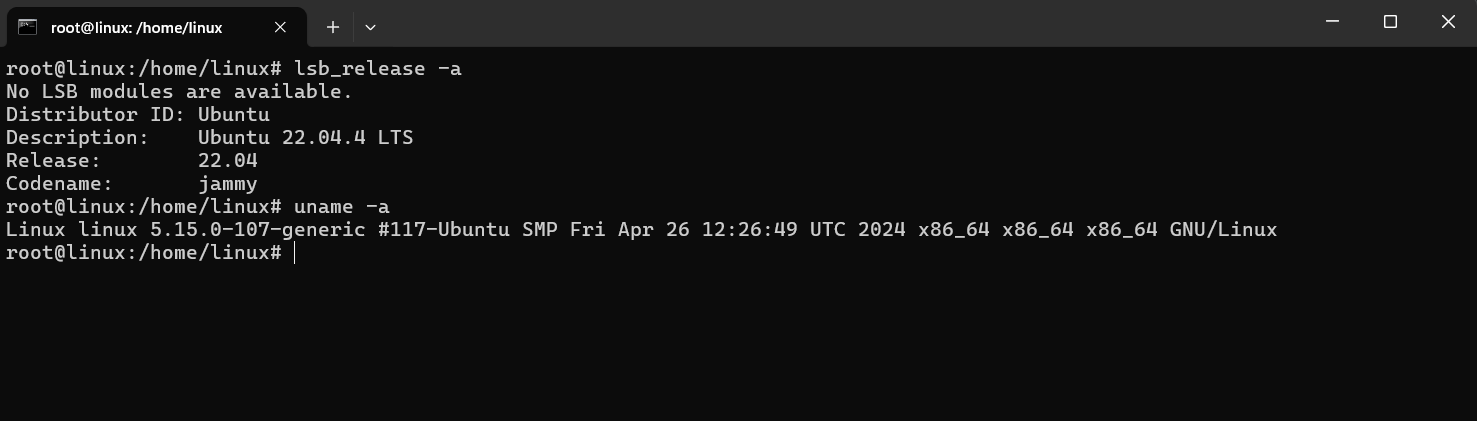 root@linux: /home/linux
root@linux:/home/linux# lsb_release -a
No LSB modules are available.
Distributor ID: Ubuntu
Description:    Ubuntu 22.04.4 LTS
Release:        22.04
Codename:       jammy
root@linux:/home/linux# uname -a
Linux linux 5.15.0-107-generic #117-Ubuntu SMP Fri Apr 26 12:26:49 UTC 2024 x86_64 x86_64 x86_64 GNU/Linux
root@linux:/home/linux#